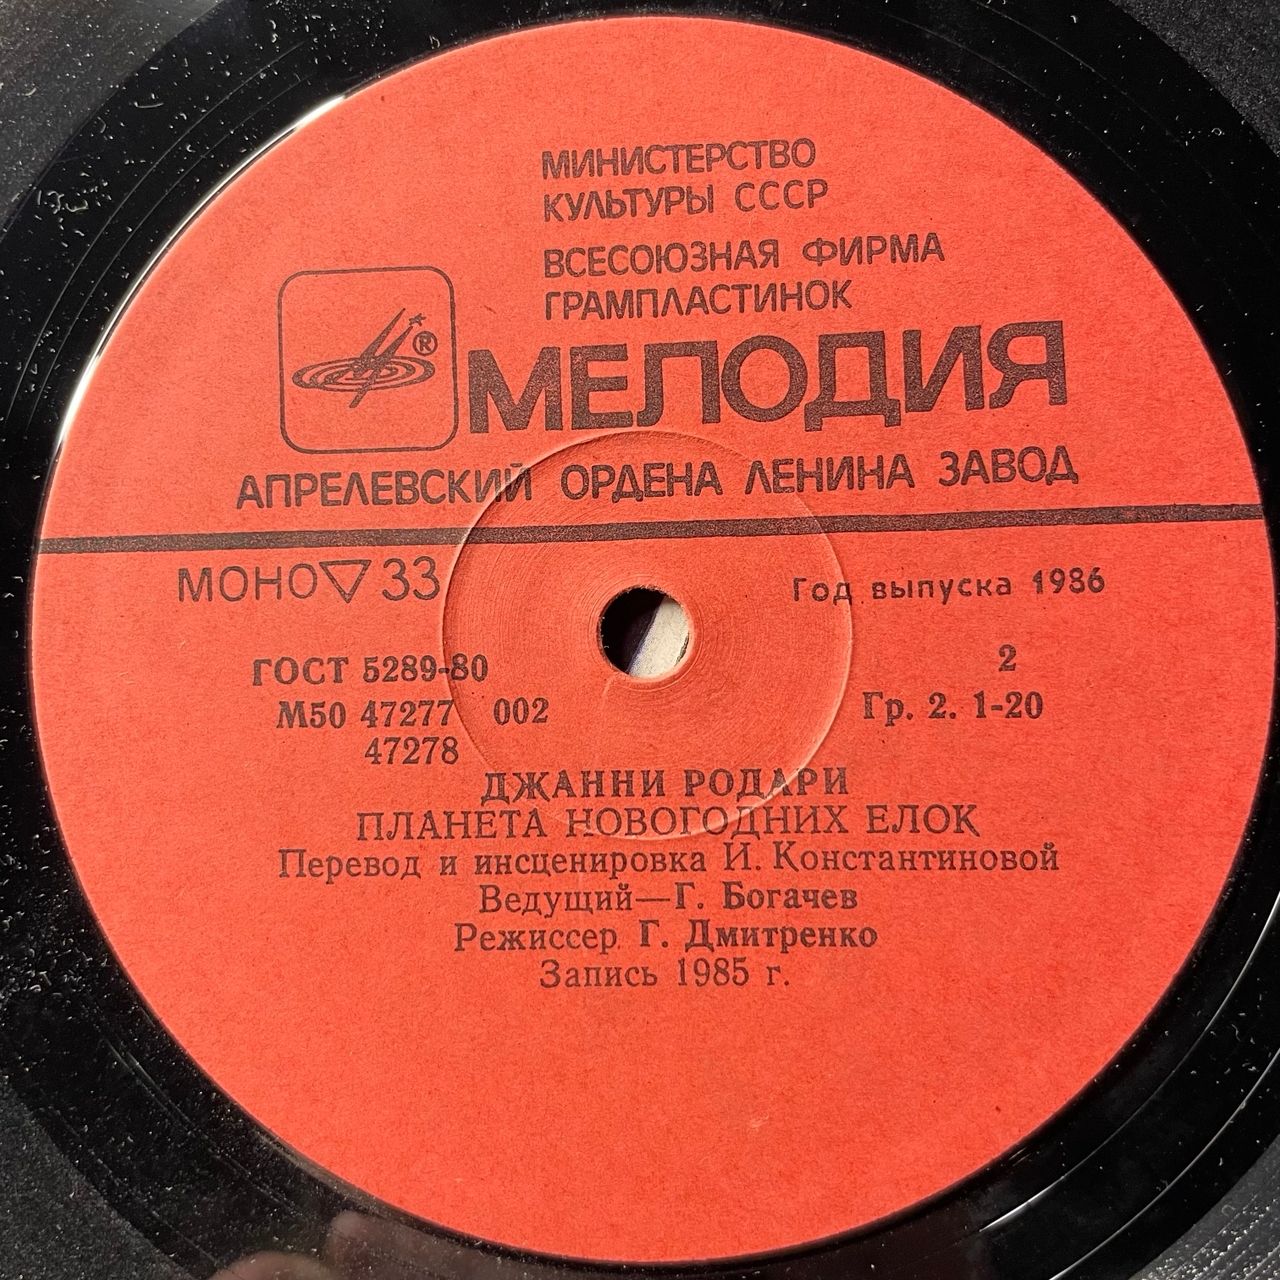 МИНИСТЕРСТВО
КУЛЬТУРЫ СССР
ВСЕСОЮЗНАЯ ФИРМА
ГРАМПЛАСТИНОК
® МЕЛОДИЯ
АПРЕЛЕВСКИЙ ОРДЕНА ЛЕНИНА ЗАВОД
МОНО▽33 Год выпуска 1986
ГОСТ 5289-80 2
М50 47277 002 Гр. 2. 1-20
47278
ДЖАННИ РОДАРИ
ПЛАНЕТА НОВОГОДНИХ ЕЛОК
Перевод и инсценировка И. Константиновой
Ведущий—Г. Богачев
Режиссер Г. Дмитренко
Запись 1985 г.